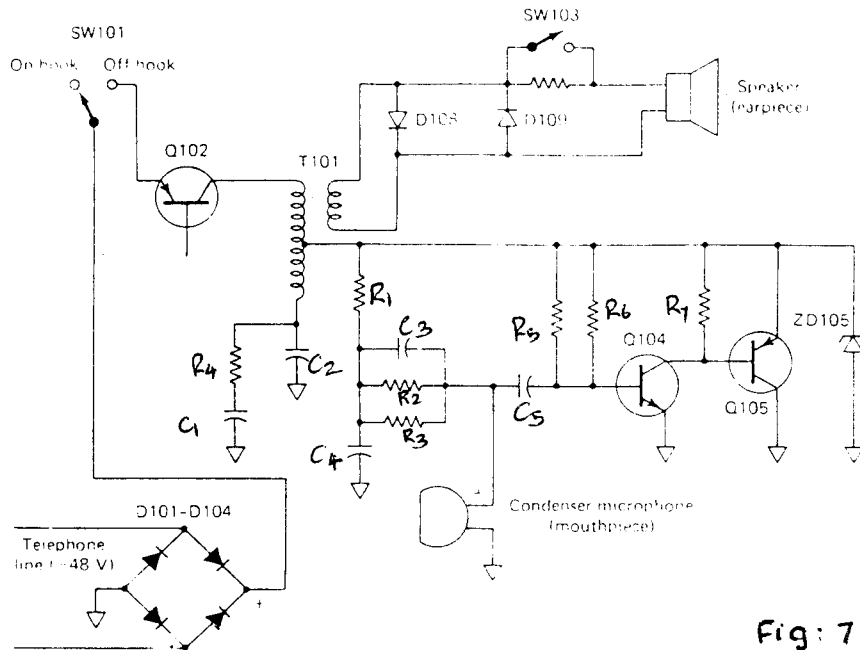 SW101
On hook
Off hook
SW103
Speaker
(earpiece)
D108
D109
Q102
T101
R1
C3
R2
R3
R4
C2
C1
C4
C5
R5
R6
R7
Q104
Q105
ZD105
+
Condenser microphone
(mouthpiece)
D101-D104
Telephone
line (-48 V)
+
Fig: 7